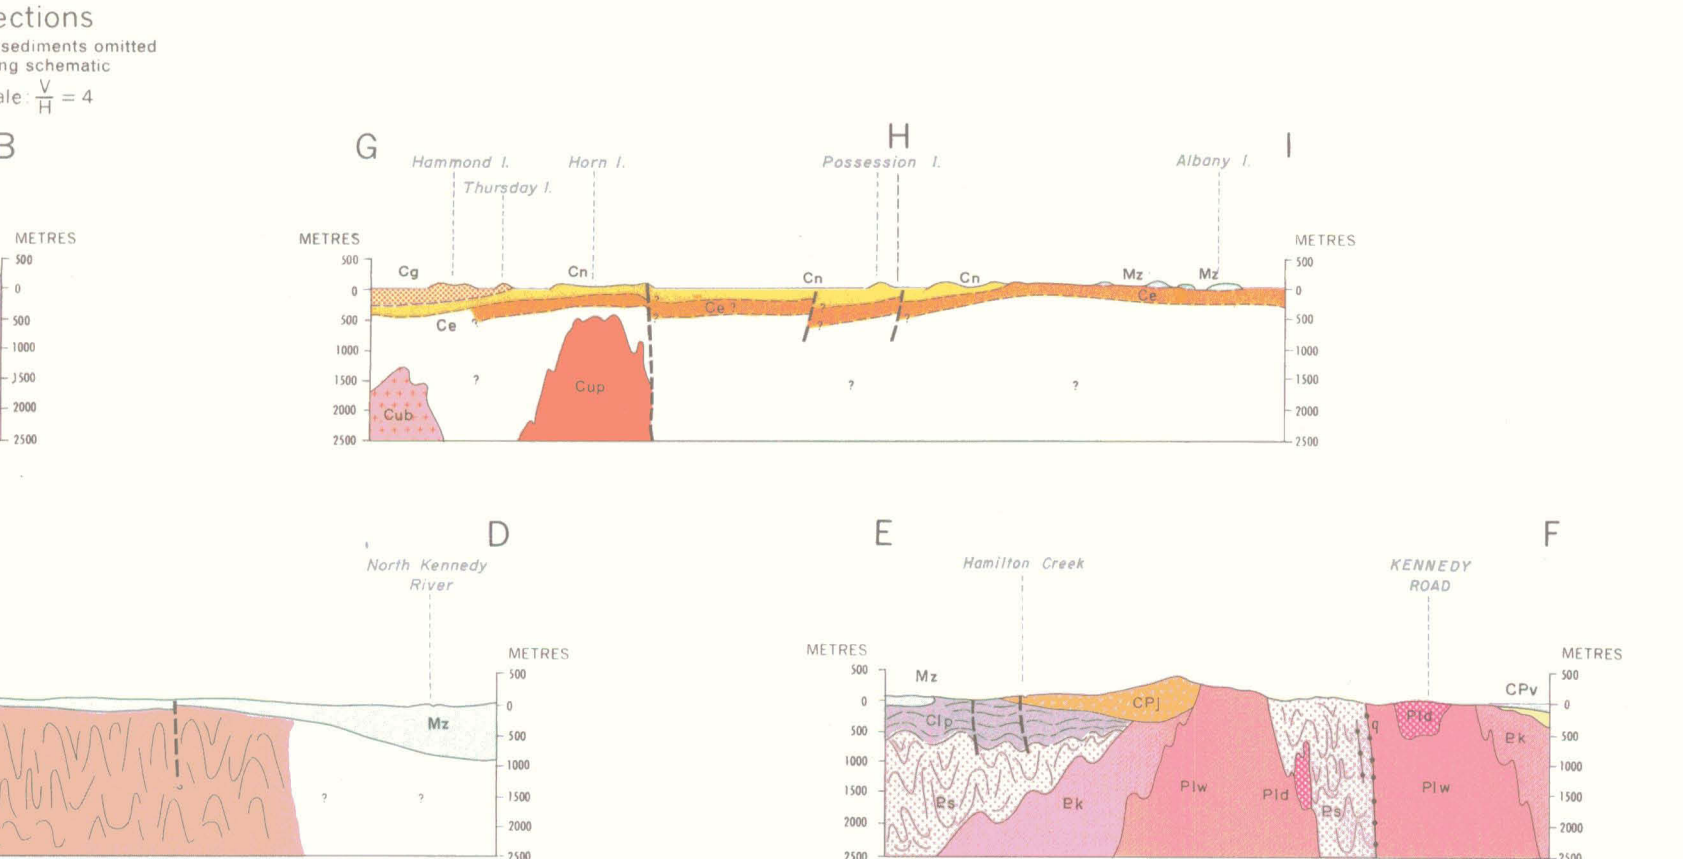 ections
sediments omitted
ng schematic
ale: V/H = 4
B
METRES
500
0
500
1000
1500
2000
2500
G
H
I
Hammond I.
Horn I.
Possession I.
Albany I.
Thursday I.
METRES
METRES
500
0
500
1000
1500
2000
2500
Cg
Cn
Cn
Cn
Mz
Mz
Ce
Ce ?
Ce
?
?
?
?
?
?
?
?
?
Cup
Cub
500
0
500
1000
1500
2000
2500
D
North Kennedy
River
METRES
500
0
500
1000
1500
2000
2500
Mz
?
?
E
F
Hamilton Creek
KENNEDY
ROAD
METRES
METRES
500
0
500
1000
1500
2000
2500
Mz
CPj
CPv
Clp
Pld
q
Pk
Ps
Pk
Plw
Pld
Ps
Plw
500
0
500
1000
1500
2000
2500